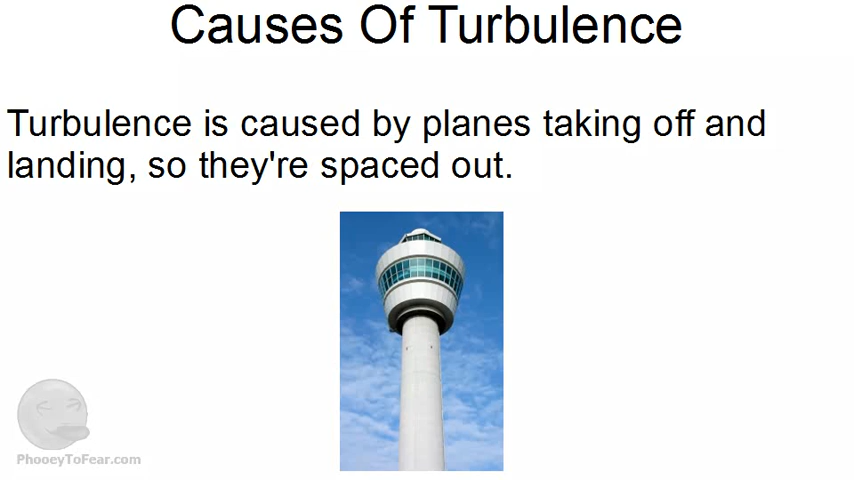 Causes Of Turbulence
Turbulence is caused by planes taking off and
landing, so they're spaced out.
PhooeyToFear.com